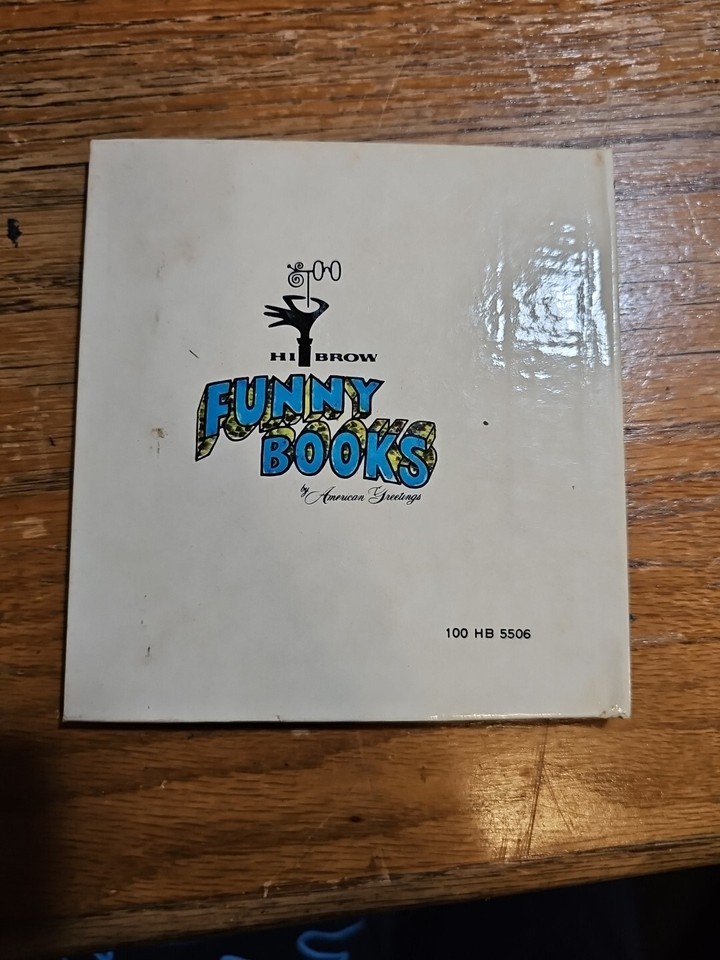 HI BROW
FUNNY
BOOKS
by American Greetings
100 HB 5506